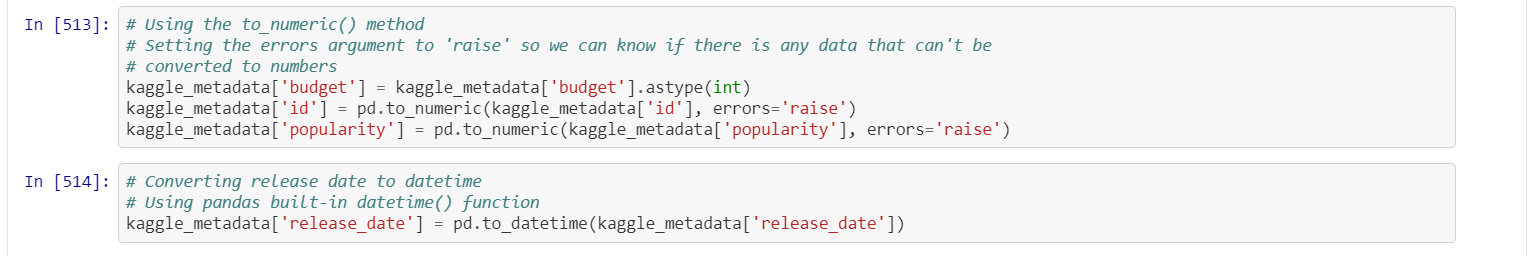 In [513]: # Using the to_numeric() method
# Setting the errors argument to 'raise' so we can know if there is any data that can't be
# converted to numbers
kaggle_metadata['budget'] = kaggle_metadata['budget'].astype(int)
kaggle_metadata['id'] = pd.to_numeric(kaggle_metadata['id'], errors='raise')
kaggle_metadata['popularity'] = pd.to_numeric(kaggle_metadata['popularity'], errors='raise')
In [514]: # Converting release date to datetime
# Using pandas built-in datetime() function
kaggle_metadata['release_date'] = pd.to_datetime(kaggle_metadata['release_date'])